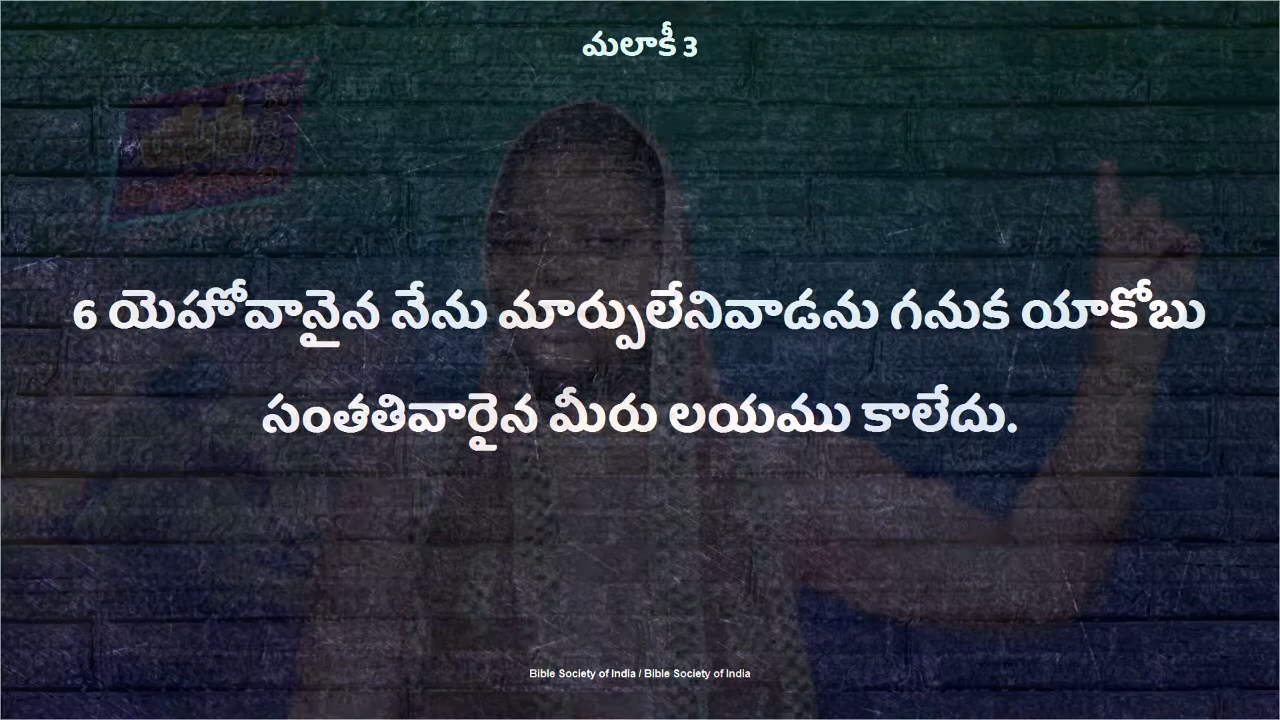 మలాకీ 3
6 యెహోవానైన నేను మార్పులేనివాడను గనుక యాకోబు
సంతతివారైన మీరు లయము కాలేదు.
Bible Society of India / Bible Society of India